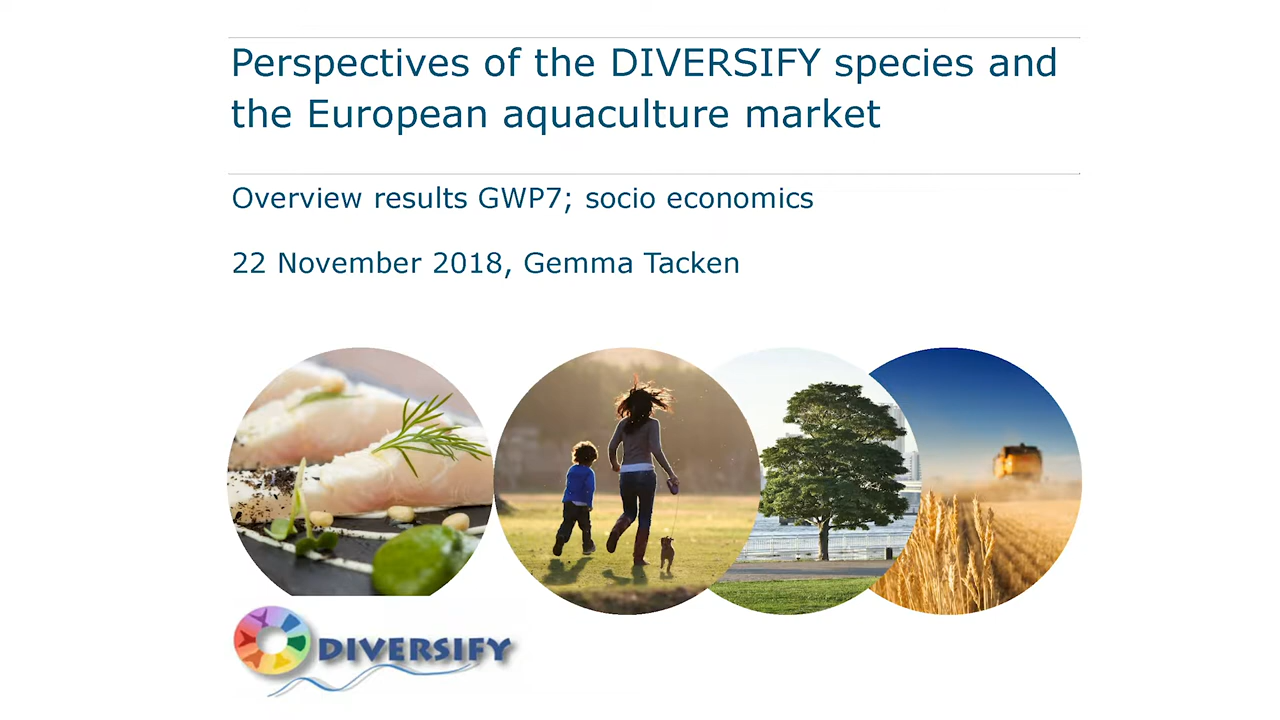 Perspectives of the DIVERSIFY species and
the European aquaculture market
Overview results GWP7; socio economics
22 November 2018, Gemma Tacken
DIVERSIFY